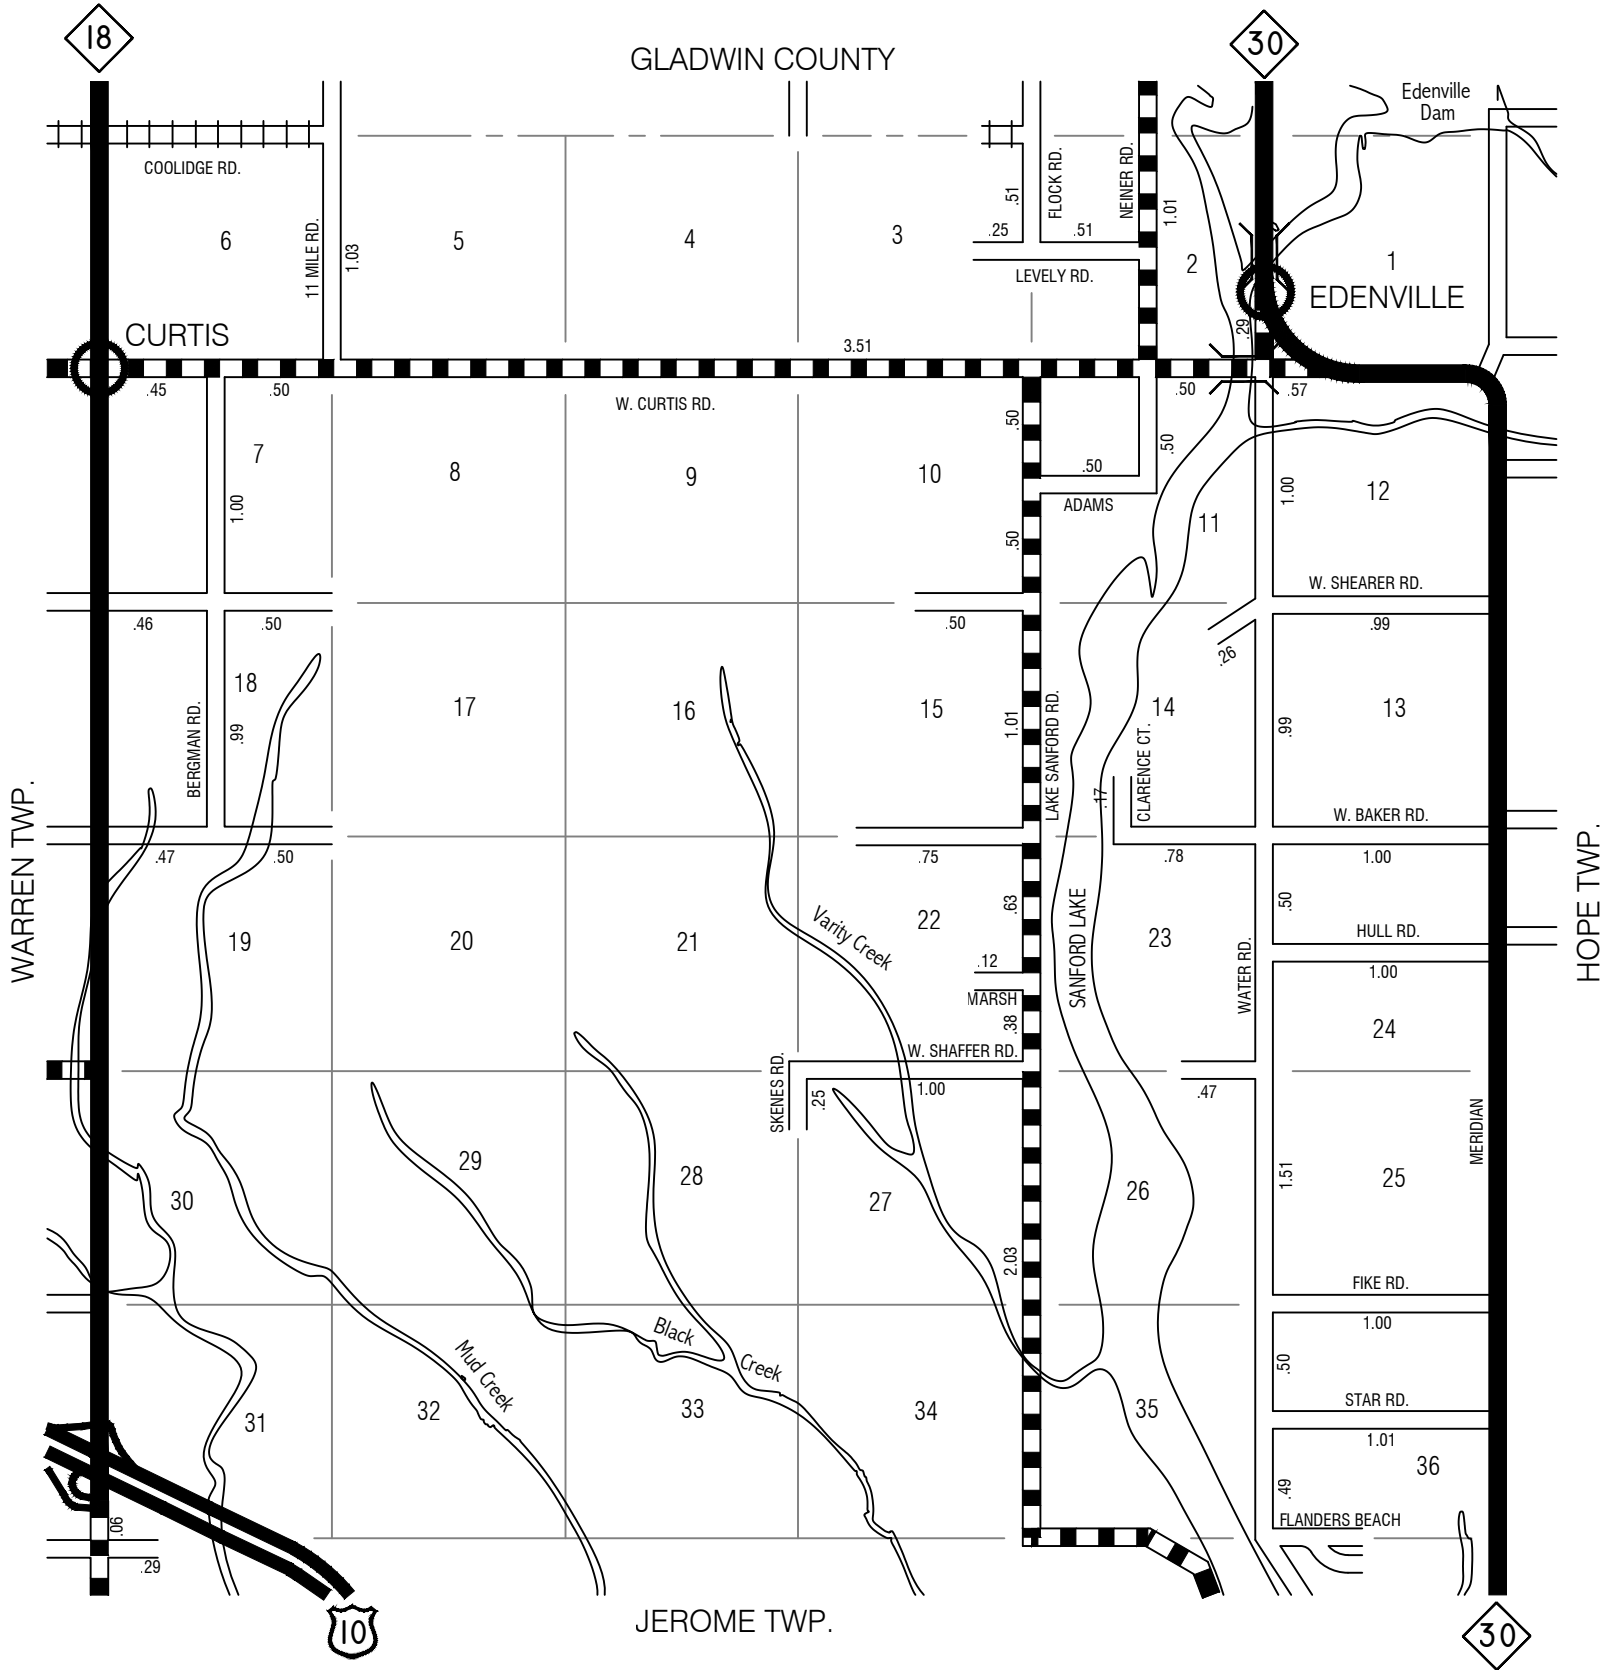 18
30
GLADWIN COUNTY
Edenville
Dam
COOLIDGE RD.
11 MILE RD.
1.03
.51
FLOCK RD.
NEINER RD.
1.01
.25
.51
LEVELY RD.
6
5
4
3
2
1
EDENVILLE
CURTIS
.29
3.51
.45
.50
W. CURTIS RD.
.50
.50
.57
7
8
9
10
.50
.50
ADAMS
11
12
1.00
1.00
.50
W. SHEARER RD.
.46
.50
.50
.99
.26
18
17
16
15
14
13
BERGMAN RD.
.99
1.01
LAKE SANFORD RD.
CLARENCE CT.
.17
.99
W. BAKER RD.
.47
.50
.75
.78
1.00
WARREN TWP.
HOPE TWP.
19
20
21
22
23
24
Varity Creek
.63
SANFORD LAKE
WATER RD.
.50
HULL RD.
1.00
.12
MARSH
.38
W. SHAFFER RD.
SKENES RD.
.25
1.00
.47
MERIDIAN
30
29
28
27
26
25
1.51
2.03
FIKE RD.
1.00
Mud Creek
Black
Creek
.50
STAR RD.
1.01
31
32
33
34
35
36
.49
FLANDERS BEACH
.06
.29
10
JEROME TWP.
30